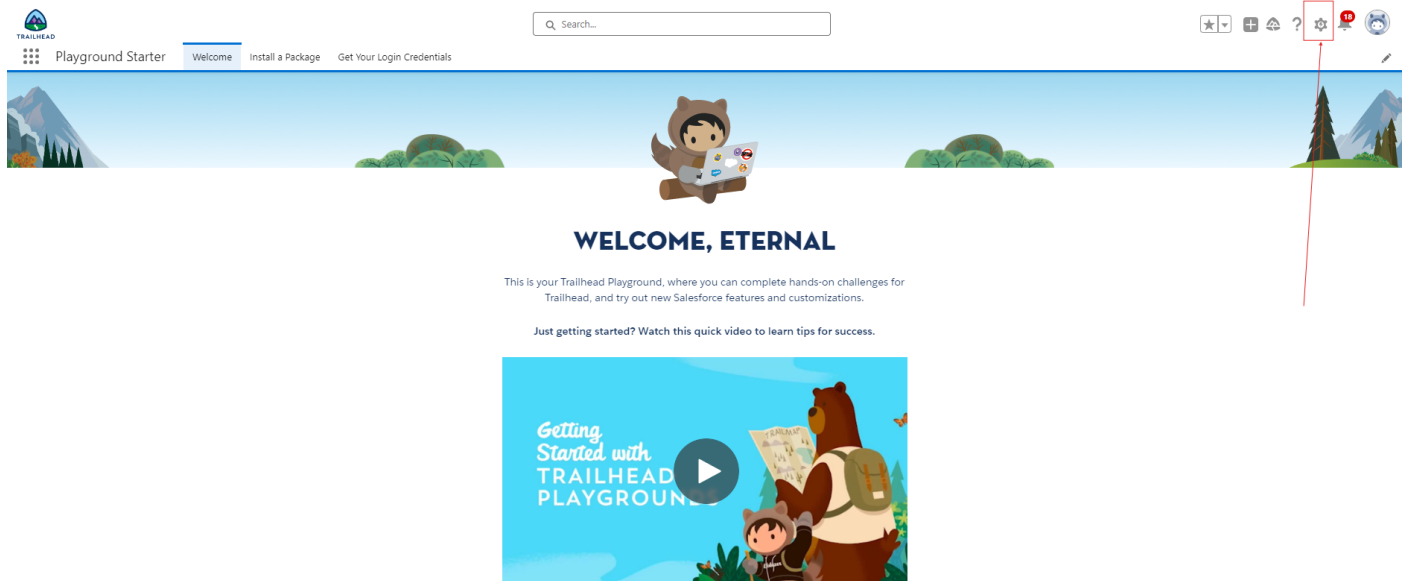 TRAILHEAD
Search...
18
Playground Starter
Welcome
Install a Package
Get Your Login Credentials
WELCOME, ETERNAL
This is your Trailhead Playground, where you can complete hands-on challenges for
Trailhead, and try out new Salesforce features and customizations.
Just getting started? Watch this quick video to learn tips for success.
Getting
Started with
TRAILHEAD
PLAYGROUNDS
TRAILMAP